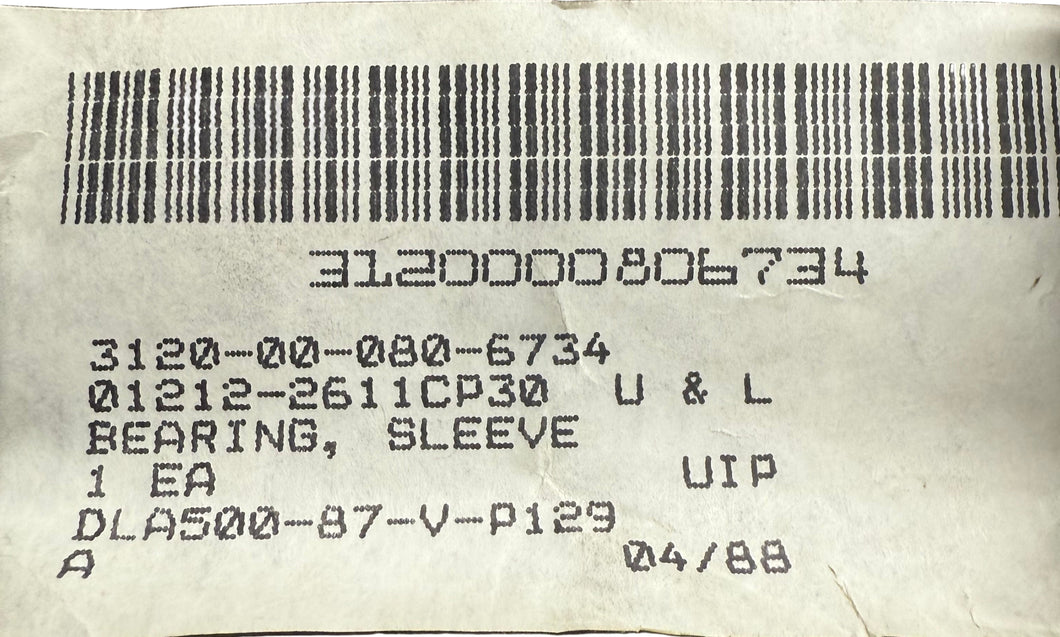 3120000806734
3120-00-080-6734
01212-2611CP30 U & L
BEARING, SLEEVE
1 EA UIP
DLA500-87-V-P129
A 04/88